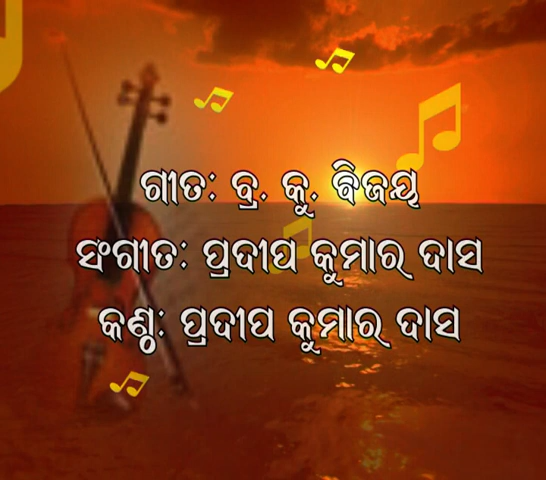 ଗୀତ: ବ୍ର. କୁ. ବିଜୟ
ସଂଗୀତ: ପ୍ରଦୀପ କୁମାର ଦାସ
କଣ୍ଠ: ପ୍ରଦୀପ କୁମାର ଦାସ